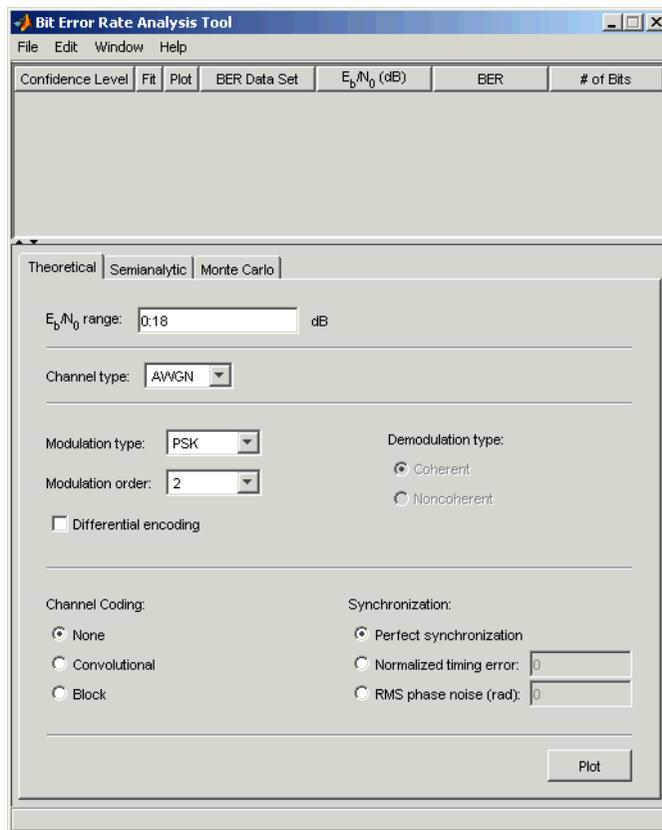 Bit Error Rate Analysis Tool
File Edit Window Help
Confidence Level Fit Plot BER Data Set Eb/N0 (dB) BER # of Bits
Theoretical Semianalytic Monte Carlo
Eb/N0 range: 0:18 dB
Channel type: AWGN
Modulation type: PSK Demodulation type:
Modulation order: 2 Coherent
Noncoherent
Differential encoding
Channel Coding: Synchronization:
None Perfect synchronization
Convolutional Normalized timing error: 0
Block RMS phase noise (rad): 0
Plot